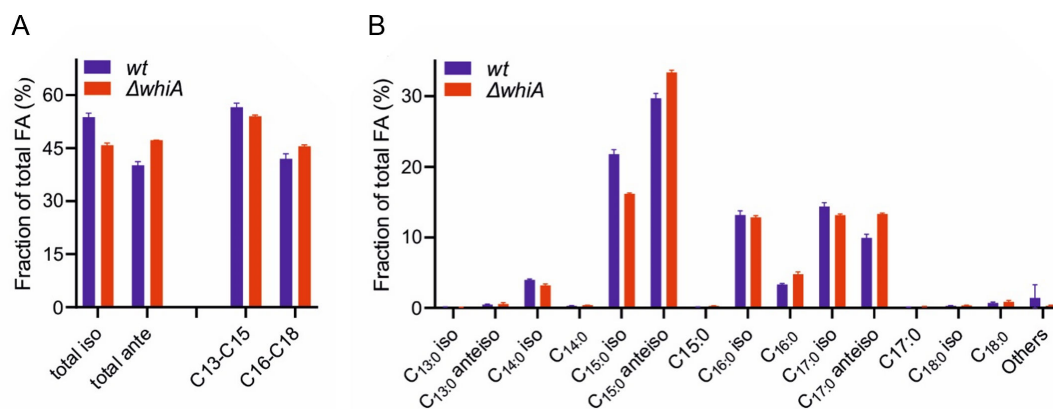 A
wt
ΔwhiA
Fraction of total FA (%)
60
45
30
15
0
total iso
total ante
C13-C15
C16-C18
B
wt
ΔwhiA
Fraction of total FA (%)
30
20
10
0
C13:0 iso
C13:0 anteiso
C14:0 iso
C14:0
C15:0 iso
C15:0 anteiso
C15:0
C16:0 iso
C16:0
C17:0 iso
C17:0 anteiso
C17:0
C18:0 iso
C18:0
Others